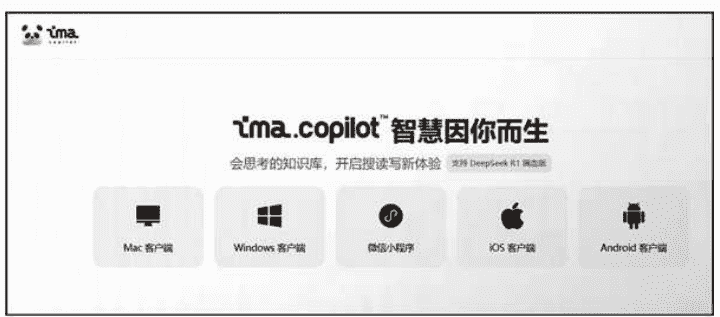 ima.
copilot
ima.copilot™ 智慧因你而生
会思考的知识库，开启搜读写新体验 支持 DeepSeek R1 满血版
Mac 客户端
Windows 客户端
微信小程序
iOS 客户端
Android 客户端